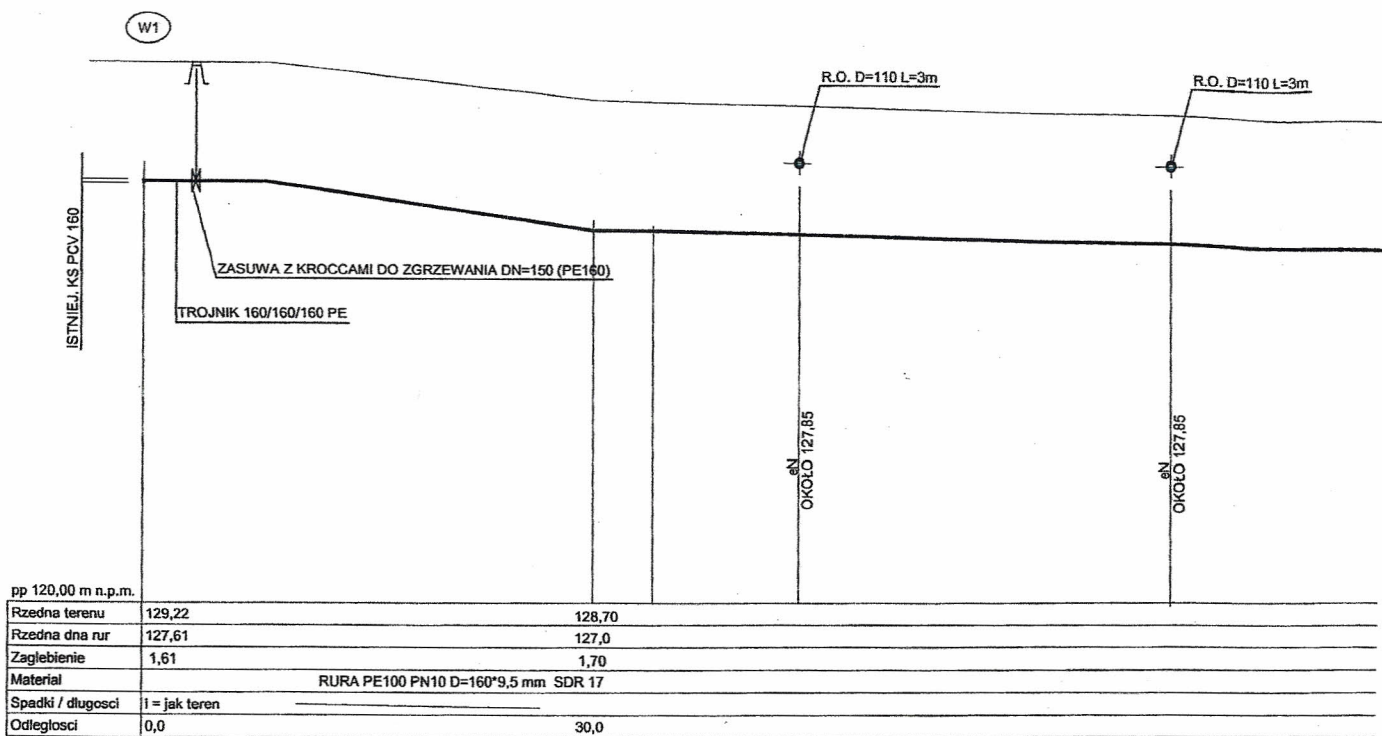 W1
R.O. D=110 L=3m
R.O. D=110 L=3m
ISTNIEJ. KS PCV 160
ZASUWA Z KROCCAMI DO ZGRZEWANIA DN=150 (PE160)
TROJNIK 160/160/160 PE
eN
OKOŁO 127,85
eN
OKOŁO 127,85
pp 120,00 m n.p.m.
Rzedna terenu 129,22 128,70
Rzedna dna rur 127,61 127,0
Zaglebienie 1,61 1,70
Material RURA PE100 PN10 D=160*9,5 mm SDR 17
Spadki / dlugosci i = jak teren
Odleglosci 0,0 30,0